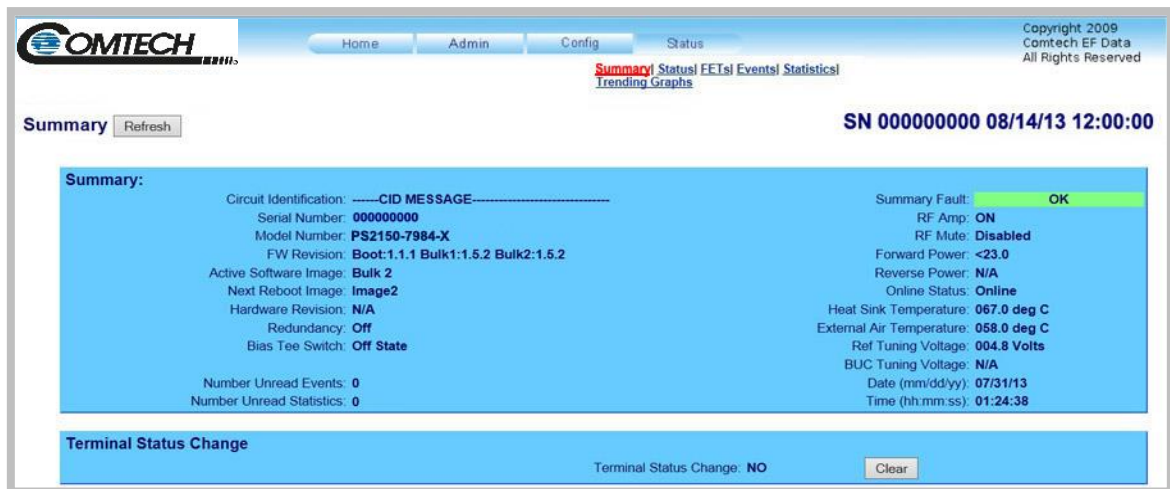 COMTECH
Home Admin Config Status
Copyright 2009
Comtech EF Data
All Rights Reserved
Summary| Status| FETs| Events| Statistics|
Trending Graphs
Summary Refresh
SN 000000000 08/14/13 12:00:00
Summary:
Circuit Identification: ------CID MESSAGE-------------------------------
Serial Number: 000000000
Model Number: PS2150-7984-X
FW Revision: Boot:1.1.1 Bulk1:1.5.2 Bulk2:1.5.2
Active Software Image: Bulk 2
Next Reboot Image: Image2
Hardware Revision: N/A
Redundancy: Off
Bias Tee Switch: Off State
Number Unread Events: 0
Number Unread Statistics: 0
Summary Fault: OK
RF Amp: ON
RF Mute: Disabled
Forward Power: <23.0
Reverse Power: N/A
Online Status: Online
Heat Sink Temperature: 067.0 deg C
External Air Temperature: 058.0 deg C
Ref Tuning Voltage: 004.8 Volts
BUC Tuning Voltage: N/A
Date (mm/dd/yy): 07/31/13
Time (hh:mm:ss): 01:24:38
Terminal Status Change
Terminal Status Change: NO Clear